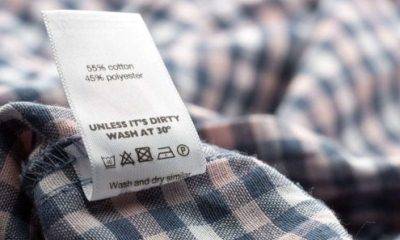 55% cotton
45% polyester
UNLESS IT'S DIRTY
WASH AT 30°
Wash and dry similar